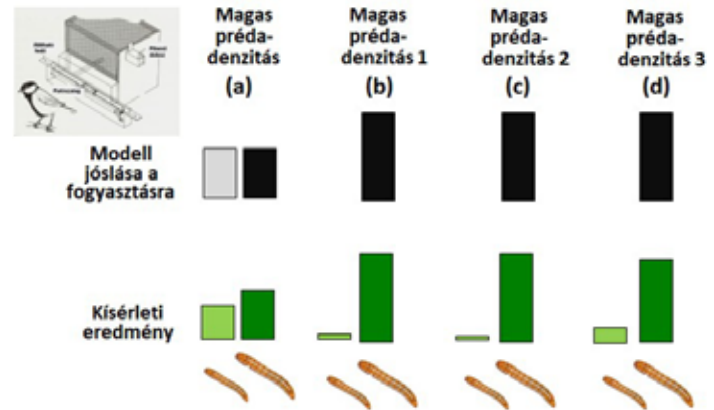 Magas
préda-
denzitás
(a)
Magas
préda-
denzitás 1
(b)
Magas
préda-
denzitás 2
(c)
Magas
préda-
denzitás 3
(d)
Modell
jóslása a
fogyasztásra
Kísérleti
eredmény